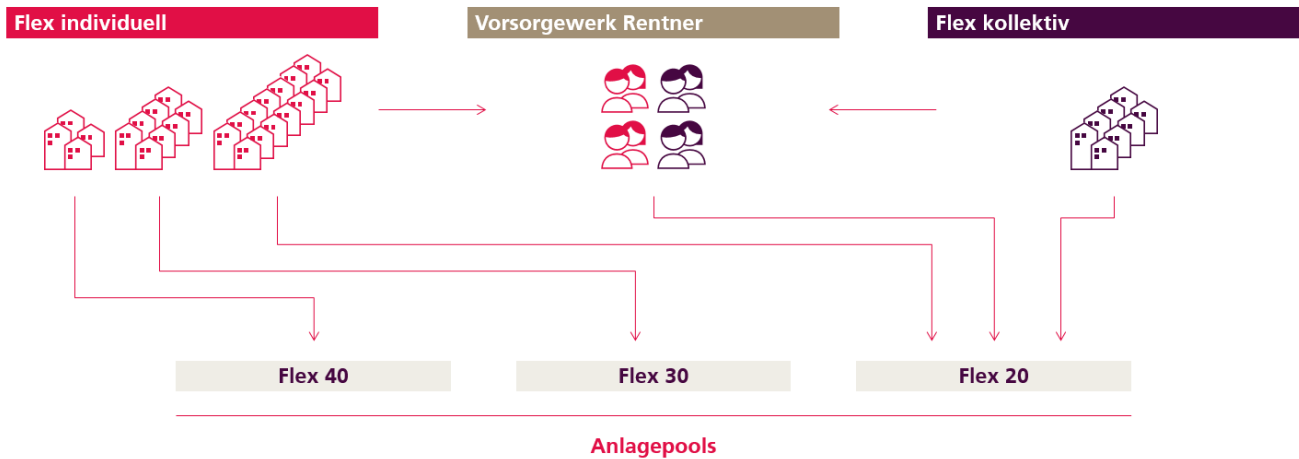 Flex individuell
Vorsorgewerk Rentner
Flex kollektiv
Flex 40
Flex 30
Flex 20
Anlagepools